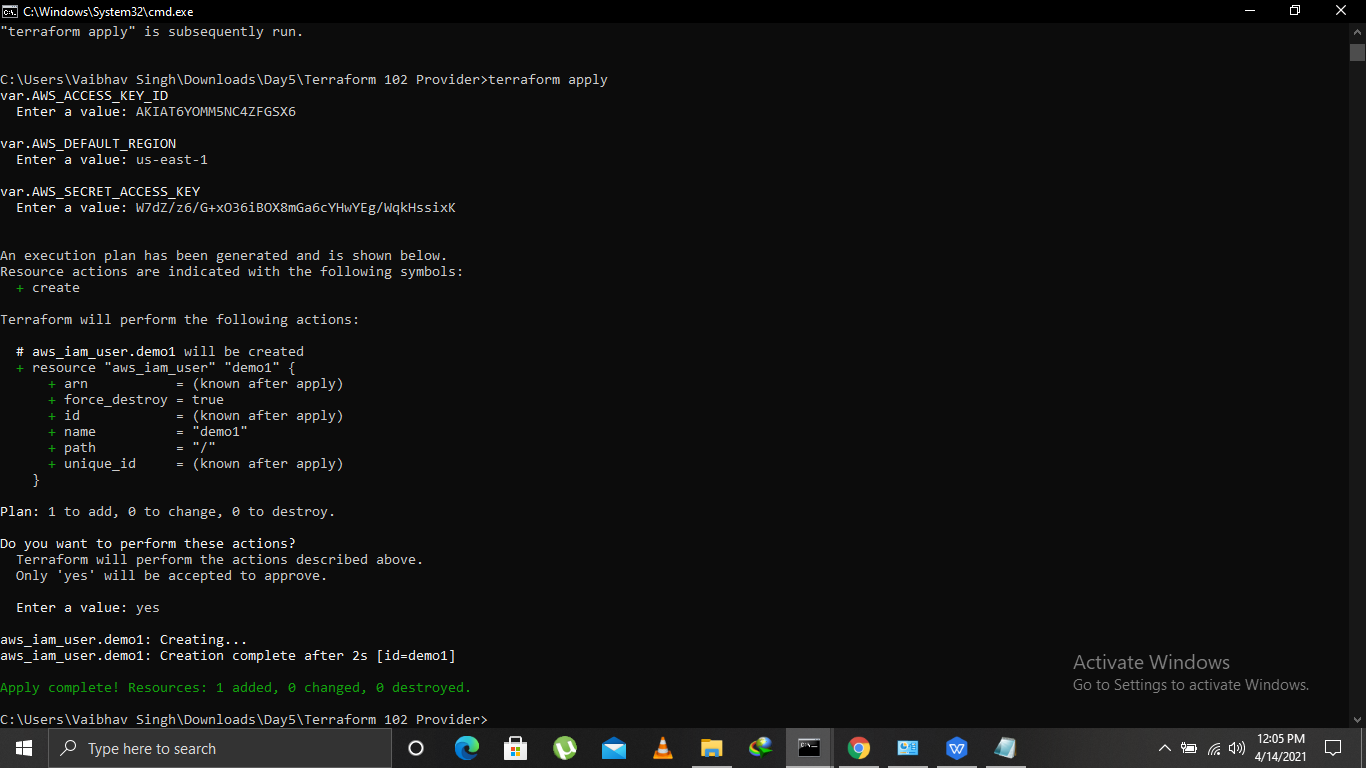 C:\Windows\System32\cmd.exe
"terraform apply" is subsequently run.
C:\Users\Vaibhav Singh\Downloads\Day5\Terraform 102 Provider>terraform apply
var.AWS_ACCESS_KEY_ID
Enter a value: AKIAT6YOMM5NC4ZFGSX6
var.AWS_DEFAULT_REGION
Enter a value: us-east-1
var.AWS_SECRET_ACCESS_KEY
Enter a value: W7dZ/z6/G+xO36iBOX8mGa6cYHwYEg/WqkHssixK
An execution plan has been generated and is shown below.
Resource actions are indicated with the following symbols:
+ create
Terraform will perform the following actions:
# aws_iam_user.demo1 will be created
+ resource "aws_iam_user" "demo1" {
+ arn = (known after apply)
+ force_destroy = true
+ id = (known after apply)
+ name = "demo1"
+ path = "/"
+ unique_id = (known after apply)
}
Plan: 1 to add, 0 to change, 0 to destroy.
Do you want to perform these actions?
Terraform will perform the actions described above.
Only 'yes' will be accepted to approve.
Enter a value: yes
aws_iam_user.demo1: Creating...
aws_iam_user.demo1: Creation complete after 2s [id=demo1]
Apply complete! Resources: 1 added, 0 changed, 0 destroyed.
C:\Users\Vaibhav Singh\Downloads\Day5\Terraform 102 Provider>
Activate Windows
Go to Settings to activate Windows.
Type here to search
12:05 PM
4/14/2021